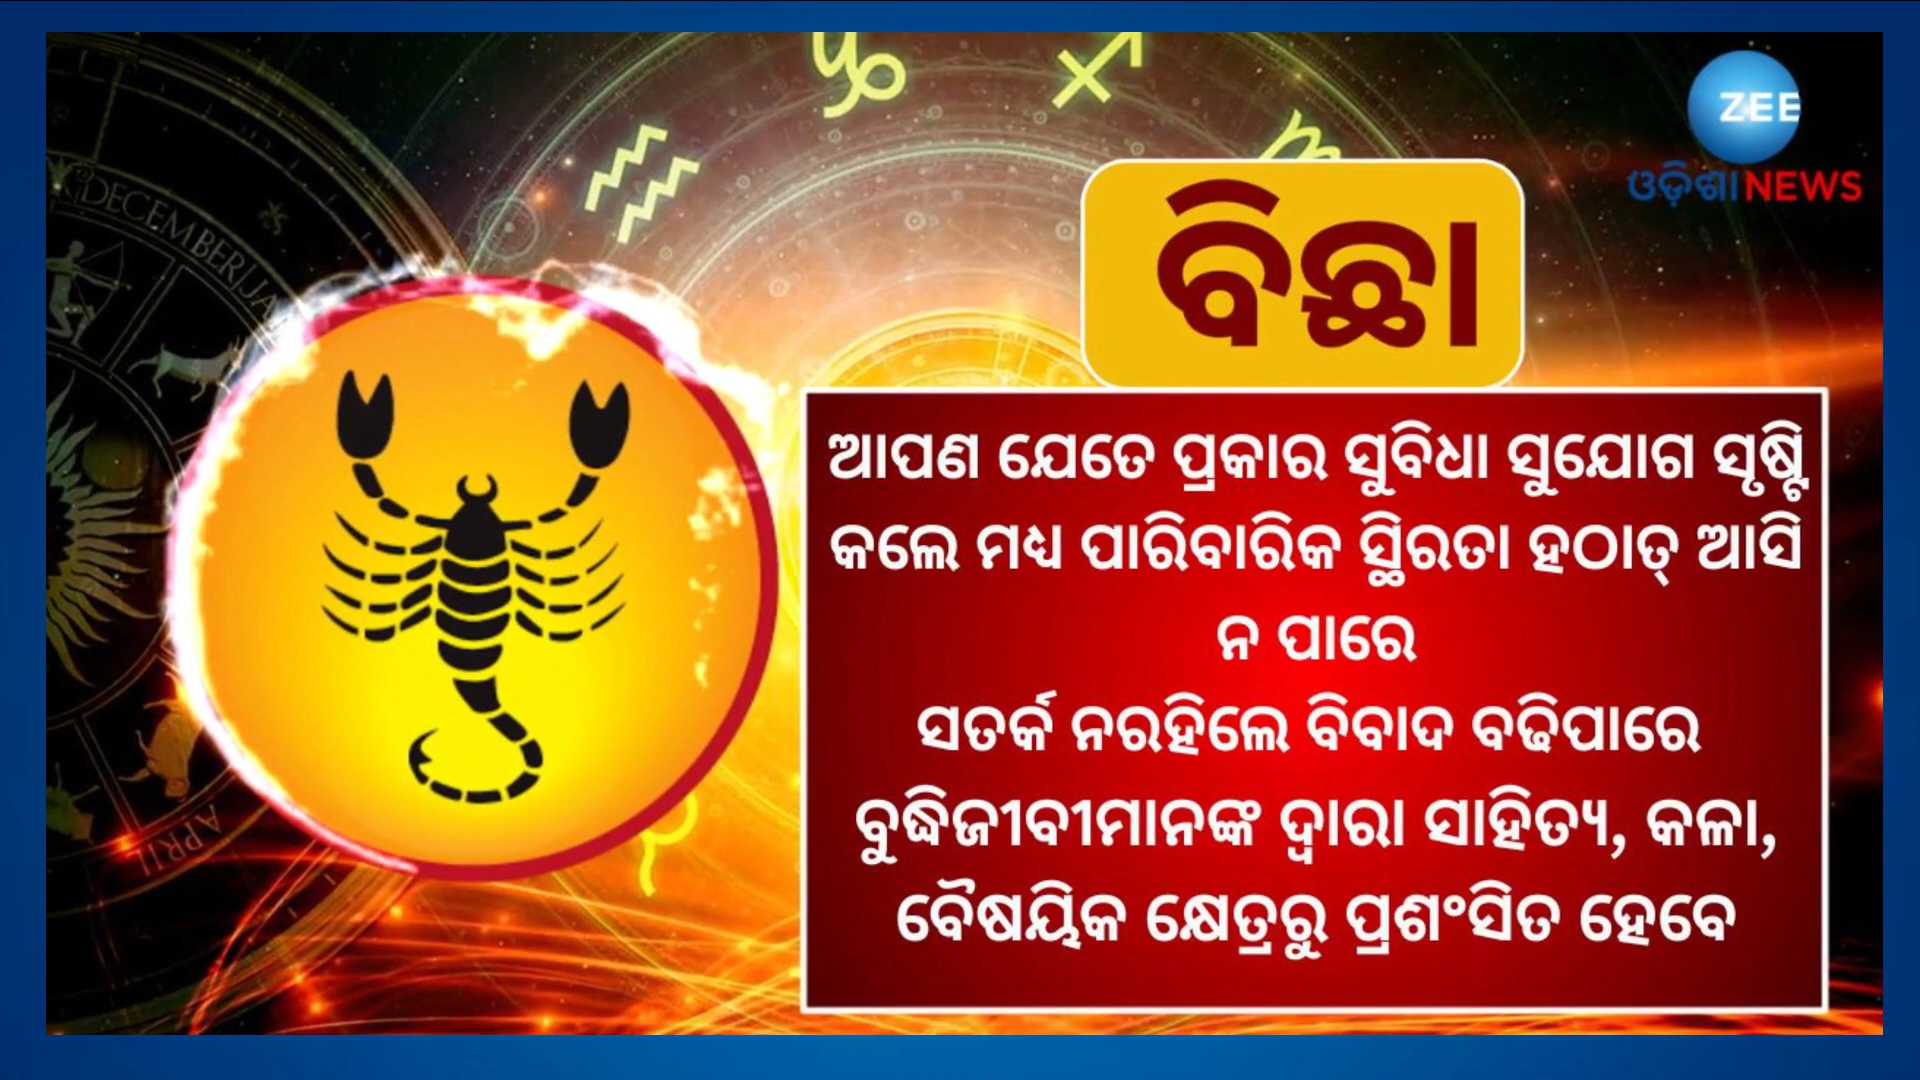 ZEE
ଓଡ଼ିଶା NEWS
ବିଛା
DECEMBER
ଆପଣ ଯେତେ ପ୍ରକାର ସୁବିଧା ସୁଯୋଗ ସୃଷ୍ଟି
କଲେ ମଧ୍ୟ ପାରିବାରିକ ସ୍ଥିରତା ହଠାତ୍ ଆସି
ନ ପାରେ
ସତର୍କ ନରହିଲେ ବିବାଦ ବଢିପାରେ
ବୁଦ୍ଧିଜୀବୀମାନଙ୍କ ଦ୍ୱାରା ସାହିତ୍ୟ, କଳା,
ବୈଷୟିକ କ୍ଷେତ୍ରରୁ ପ୍ରଶଂସିତ ହେବେ
APRIL